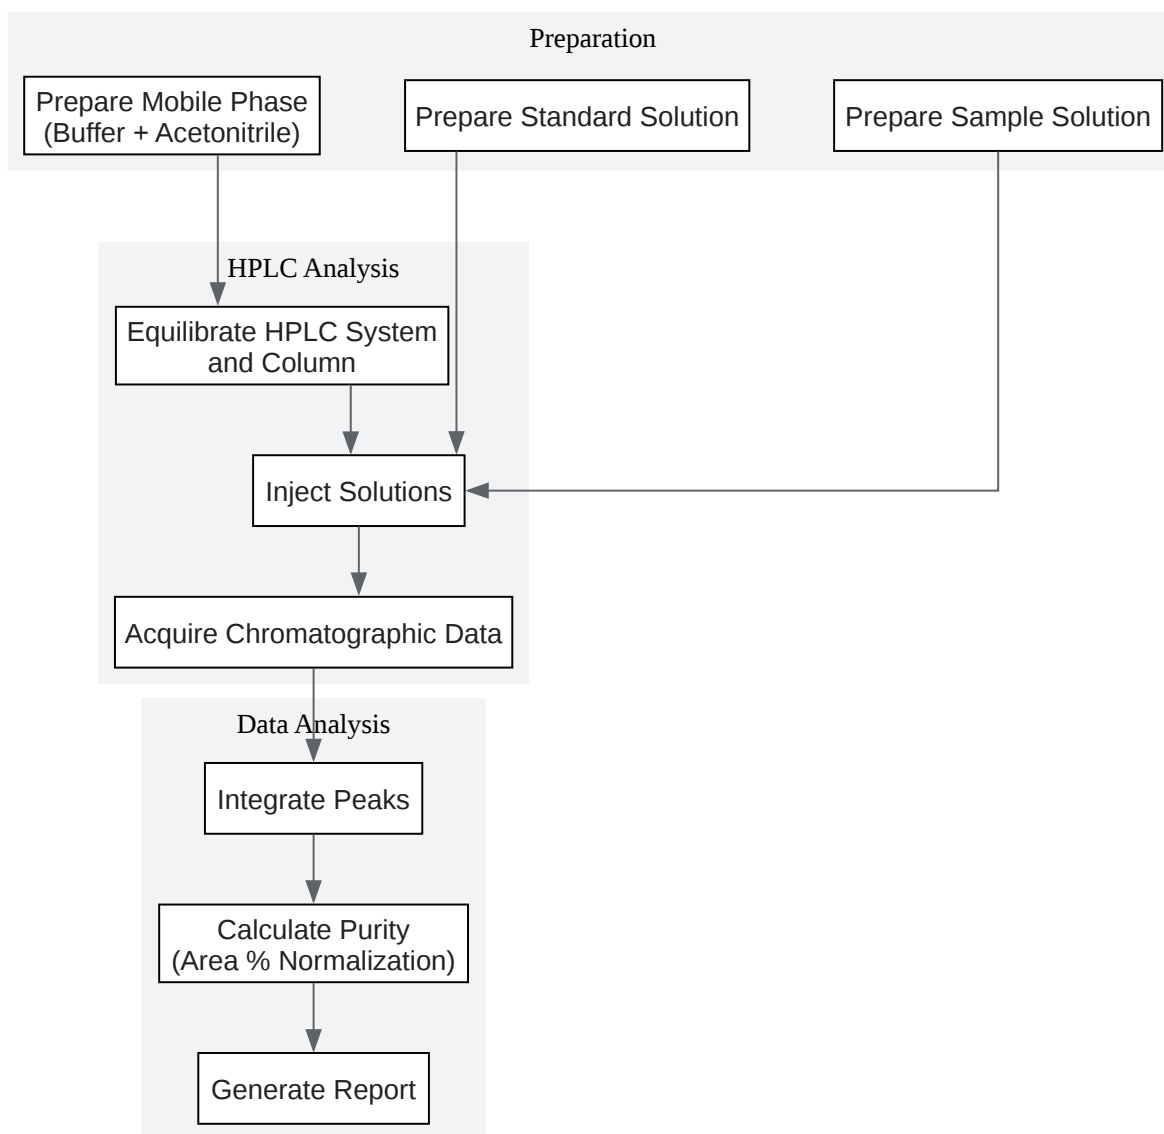 Preparation
Prepare Mobile Phase
(Buffer + Acetonitrile)
Prepare Standard Solution
Prepare Sample Solution
HPLC Analysis
Equilibrate HPLC System
and Column
Inject Solutions
Acquire Chromatographic Data
Data Analysis
Integrate Peaks
Calculate Purity
(Area % Normalization)
Generate Report